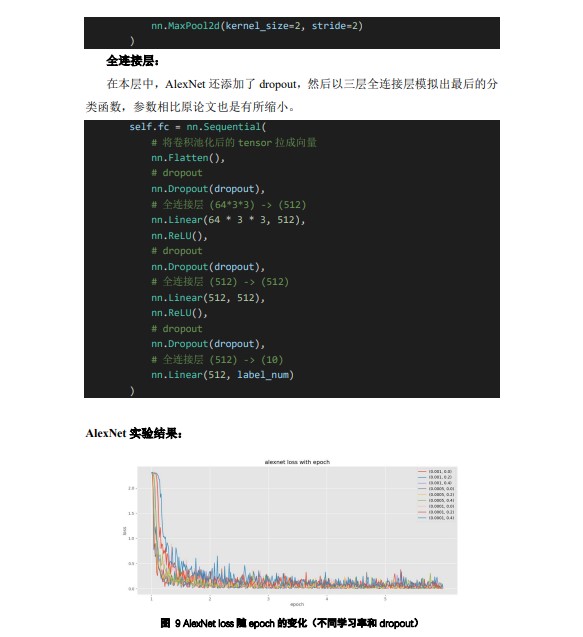 nn.MaxPool2d(kernel_size=2, stride=2)
)
全连接层：
在本层中，AlexNet 还添加了 dropout，然后以三层全连接层模拟出最后的分
类函数，参数相比原论文也是有所缩小。
self.fc = nn.Sequential(
# 将卷积池化后的 tensor 拉成向量
nn.Flatten(),
# dropout
nn.Dropout(dropout),
# 全连接层 (64*3*3) -> (512)
nn.Linear(64 * 3 * 3, 512),
nn.ReLU(),
# dropout
nn.Dropout(dropout),
# 全连接层 (512) -> (512)
nn.Linear(512, 512),
nn.ReLU(),
# dropout
nn.Dropout(dropout),
# 全连接层 (512) -> (10)
nn.Linear(512, label_num)
)
AlexNet 实验结果：
alexnet loss with epoch
(0.001, 0.0)
(0.001, 0.2)
(0.001, 0.4)
(0.0005, 0.0)
(0.0005, 0.2)
(0.0005, 0.4)
(0.0001, 0.0)
(0.0001, 0.2)
(0.0001, 0.4)
2.0
1.5
1.0
0.5
0.0
loss
1 2 3 4 5
epoch
图 9 AlexNet loss 随 epoch 的变化（不同学习率和 dropout）